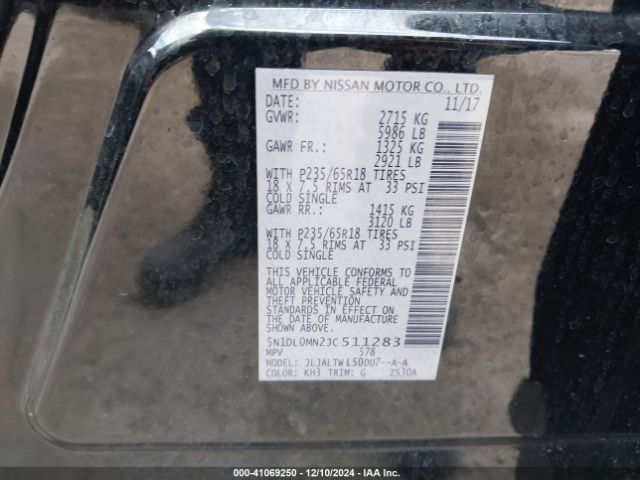 MFD BY NISSAN MOTOR CO., LTD.
DATE: 11/17
GVWR: 2715 KG
5986 LB
GAWR FR.: 1325 KG
2921 LB
WITH P235/65R18 TIRES
18 X 7.5 RIMS AT 33 PSI
COLD SINGLE
GAWR RR.: 1415 KG
3120 LB
WITH P235/65R18 TIRES
18 X 7.5 RIMS AT 33 PSI
COLD SINGLE
THIS VEHICLE CONFORMS TO
ALL APPLICABLE FEDERAL
MOTOR VEHICLE SAFETY AND
THEFT PREVENTION
STANDARDS IN EFFECT ON
THE DATE OF MANUFACTURE
SHOWN ABOVE.
5N1DL0MN2JC511283
MPV 578
MODEL: JLJALTWL50DU7--A-A
COLOR: KH3 TRIM: G ZS30A
000-41069250 - 12/10/2024 - IAA Inc.